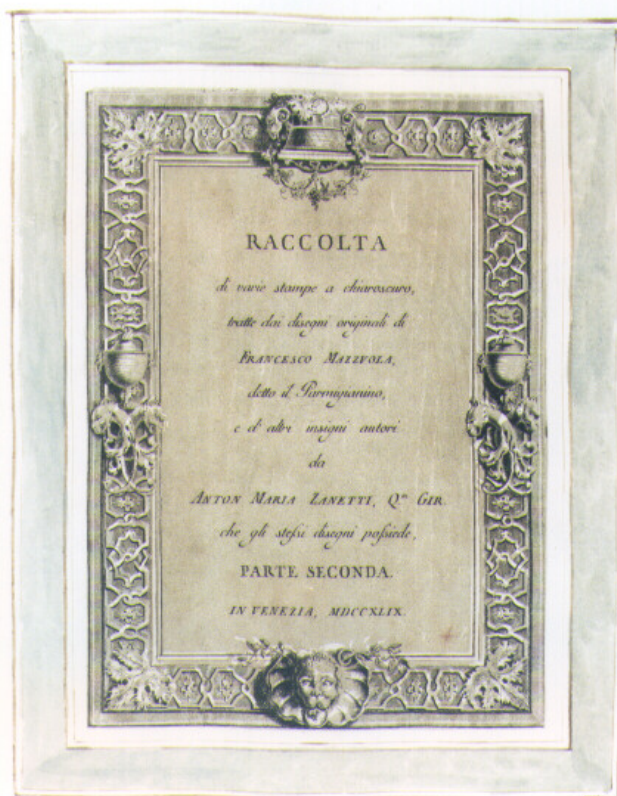 RACCOLTA
di varie stampe a chiaroscuro,
tratte dai disegni originali di
FRANCESCO MAZZUOLA,
detto il Parmigianino,
e d'altri insigni autori
da
ANTON MARIA ZANETTI, Q.m GIR.
che gli stessi disegni possiede.
PARTE SECONDA.
IN VENEZIA, MDCCXLIX.